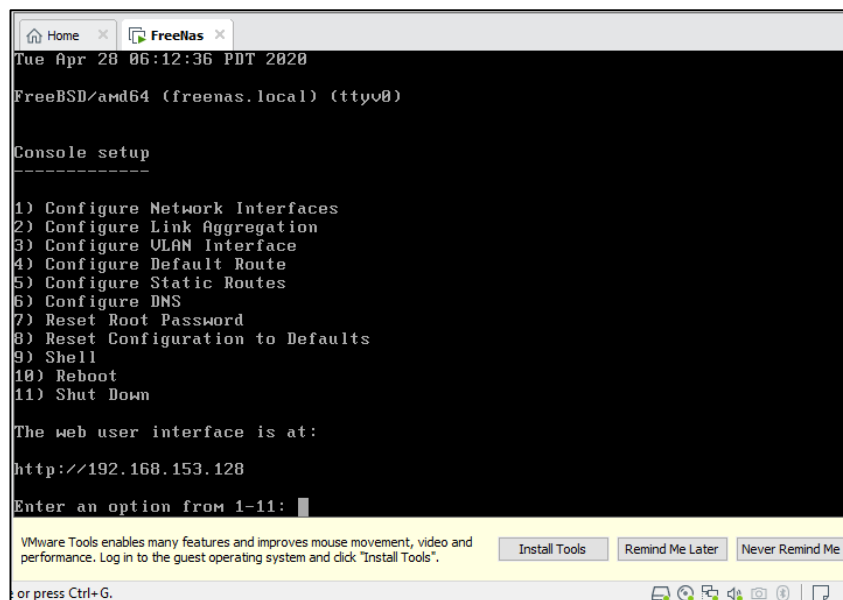 Home
FreeNas
Tue Apr 28 06:12:36 PDT 2020
FreeBSD/amd64 (freenas.local) (ttyv0)
Console setup
-------------
1) Configure Network Interfaces
2) Configure Link Aggregation
3) Configure VLAN Interface
4) Configure Default Route
5) Configure Static Routes
6) Configure DNS
7) Reset Root Password
8) Reset Configuration to Defaults
9) Shell
10) Reboot
11) Shut Down
The web user interface is at:
http://192.168.153.128
Enter an option from 1-11:
VMware Tools enables many features and improves mouse movement, video and
performance. Log in to the guest operating system and click "Install Tools".
Install Tools
Remind Me Later
Never Remind Me
or press Ctrl+G.